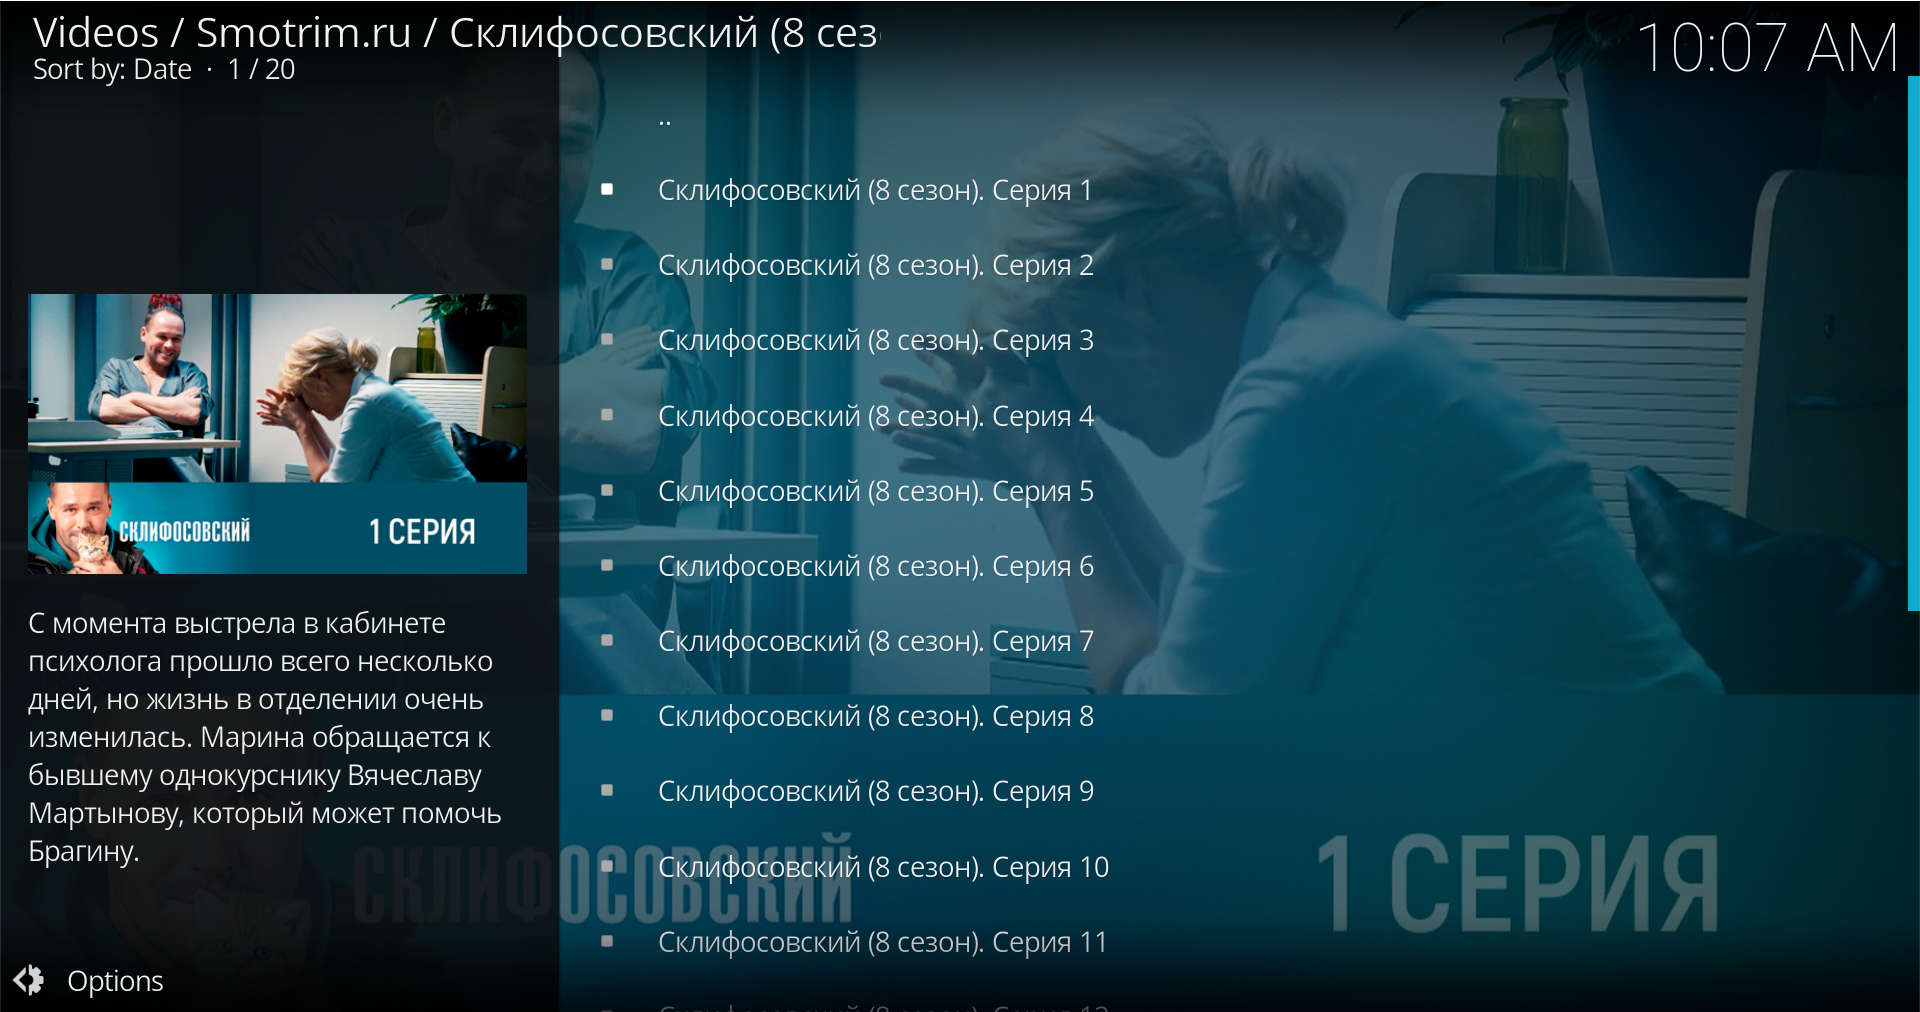 Videos / Smotrim.ru / Склифосовский (8 сез
Sort by: Date · 1 / 20
10:07 AM
..
Склифосовский (8 сезон). Серия 1
Склифосовский (8 сезон). Серия 2
Склифосовский (8 сезон). Серия 3
Склифосовский (8 сезон). Серия 4
Склифосовский (8 сезон). Серия 5
Склифосовский (8 сезон). Серия 6
Склифосовский (8 сезон). Серия 7
Склифосовский (8 сезон). Серия 8
Склифосовский (8 сезон). Серия 9
Склифосовский (8 сезон). Серия 10
Склифосовский (8 сезон). Серия 11
Склифосовский (8 сезон). Серия 12
СКЛИФОСОВСКИЙ
1 СЕРИЯ
С момента выстрела в кабинете
психолога прошло всего несколько
дней, но жизнь в отделении очень
изменилась. Марина обращается к
бывшему однокурснику Вячеславу
Мартынову, который может помочь
Брагину.
СКЛИФОСОВСКИЙ
1 СЕРИЯ
Options